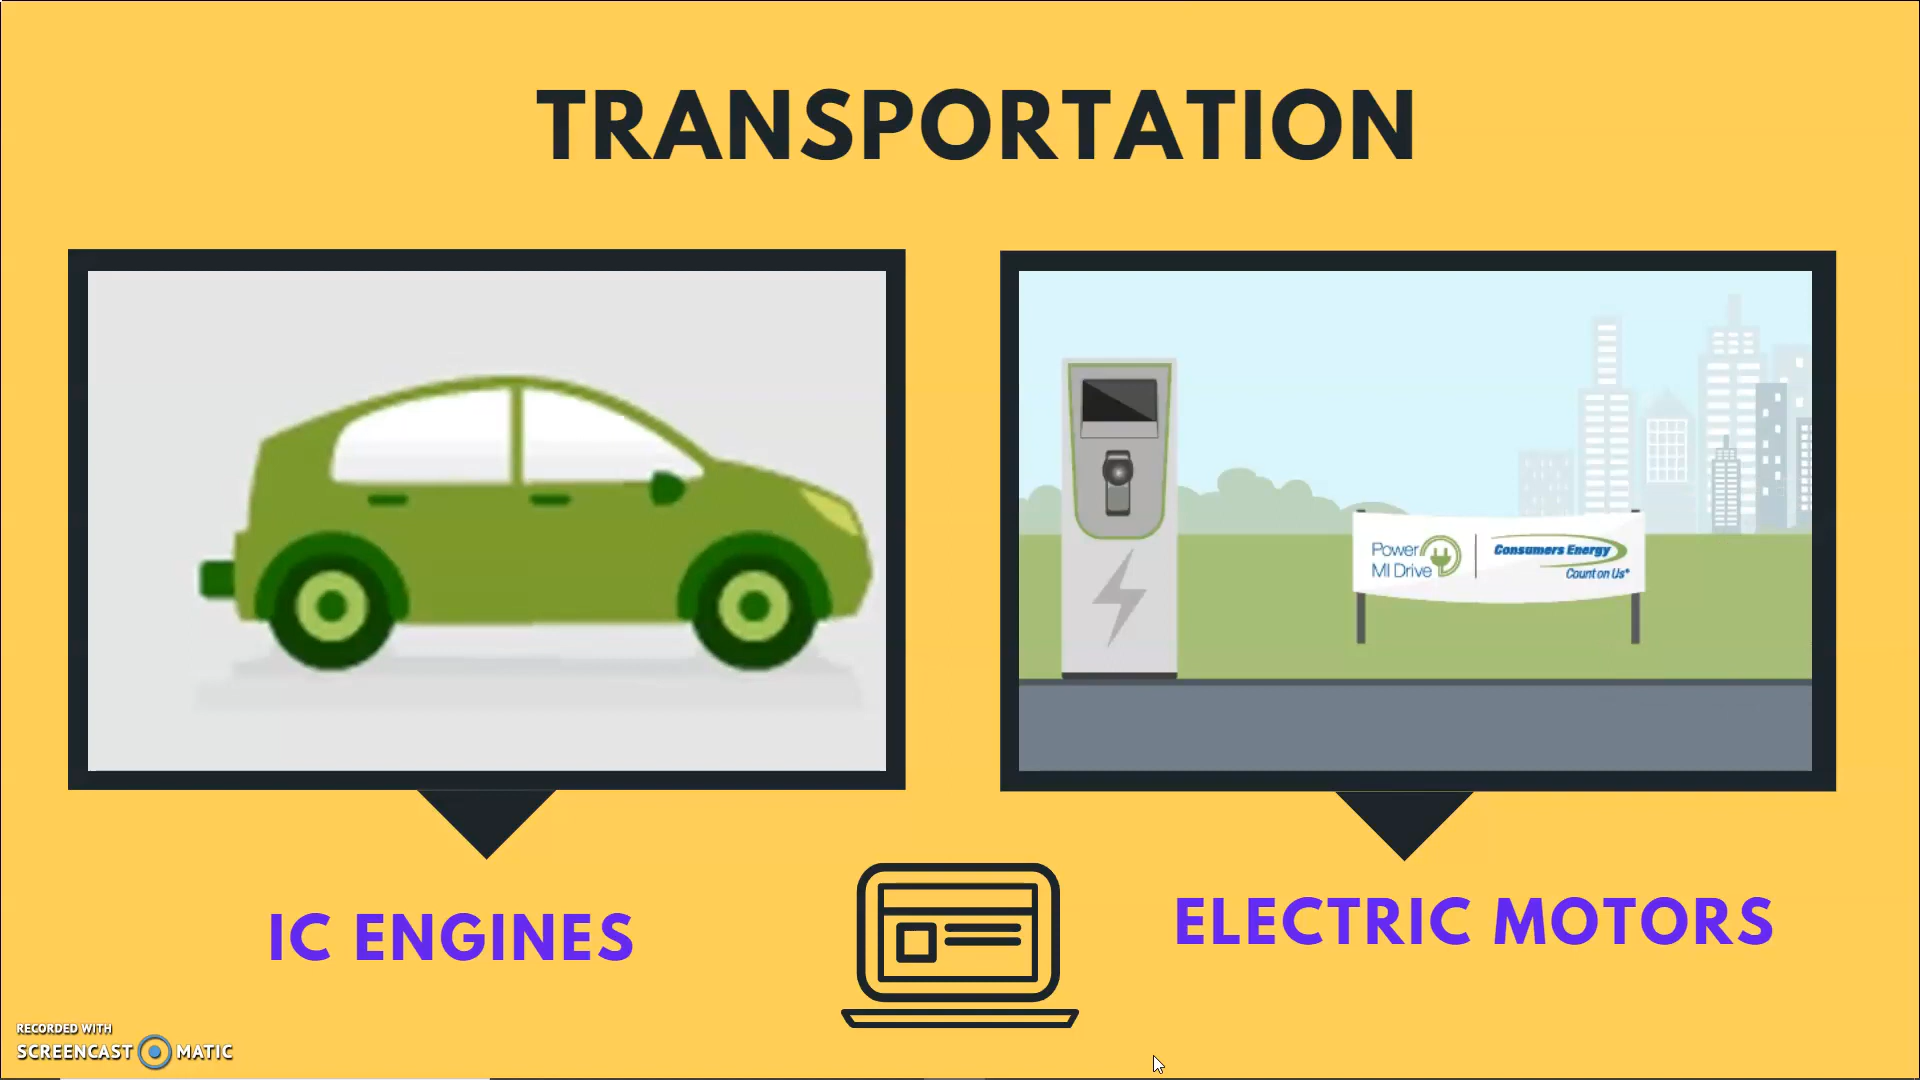 TRANSPORTATION
Power
MI Drive
Consumers Energy
Count on Us®
IC ENGINES
ELECTRIC MOTORS
RECORDED WITH
SCREENCAST MATIC